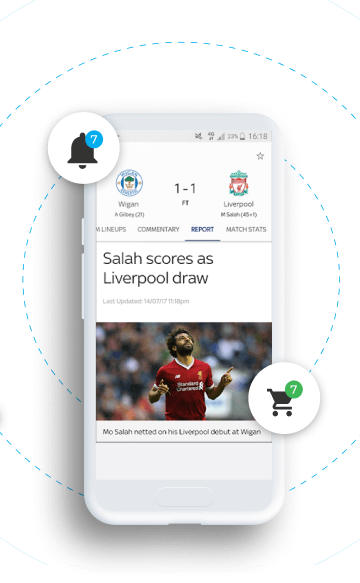 7
4G
33%
16:18
1 - 1
FT
Wigan
Liverpool
A Gilbey (21)
M Salah (45+1)
M LINEUPS COMMENTARY REPORT MATCH STATS
Salah scores as
Liverpool draw
Last Updated: 14/07/17 11:18pm
Standard
Chartered
7
Mo Salah netted on his Liverpool debut at Wigan